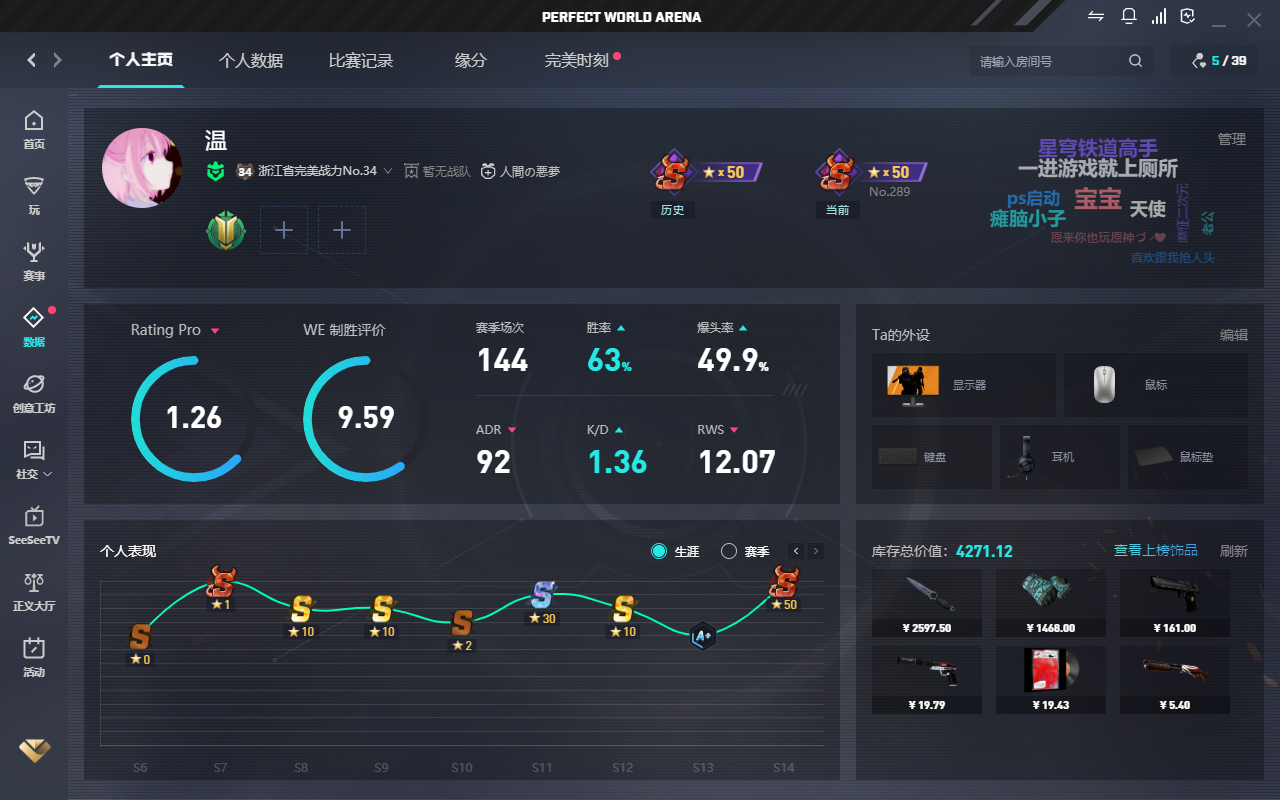 PERFECT WORLD ARENA
个人主页 个人数据 比赛记录 缘分 完美时刻 请输入房间号 5 / 39
首页
玩
赛事
数据
创意工坊
社交
SeeSeeTV
正义大厅
活动
温
34 浙江省完美战力No.34 暂无战队 人間の悪夢
★ x 50
历史
★ x 50
No.289
当前
管理
星穹铁道高手
一进游戏就上厕所
ps启动
宝宝
天使
瘫脑小子
老公
原来你也玩原神づ
喜欢跟我抢人头
Rating Pro
1.26
WE 制胜评价
9.59
赛季场次 胜率 爆头率
144 63% 49.9%
ADR K/D RWS
92 1.36 12.07
Ta的外设 编辑
显示器 鼠标
键盘 耳机 鼠标垫
个人表现 生涯 赛季
★0 ★1 ★10 ★10 ★2 ★30 ★10 A+ ★50
S6 S7 S8 S9 S10 S11 S12 S13 S14
库存总价值: 4271.12 查看上榜饰品 刷新
¥ 2597.50 ¥ 1468.00 ¥ 161.00
¥ 19.79 ¥ 19.43 ¥ 5.40